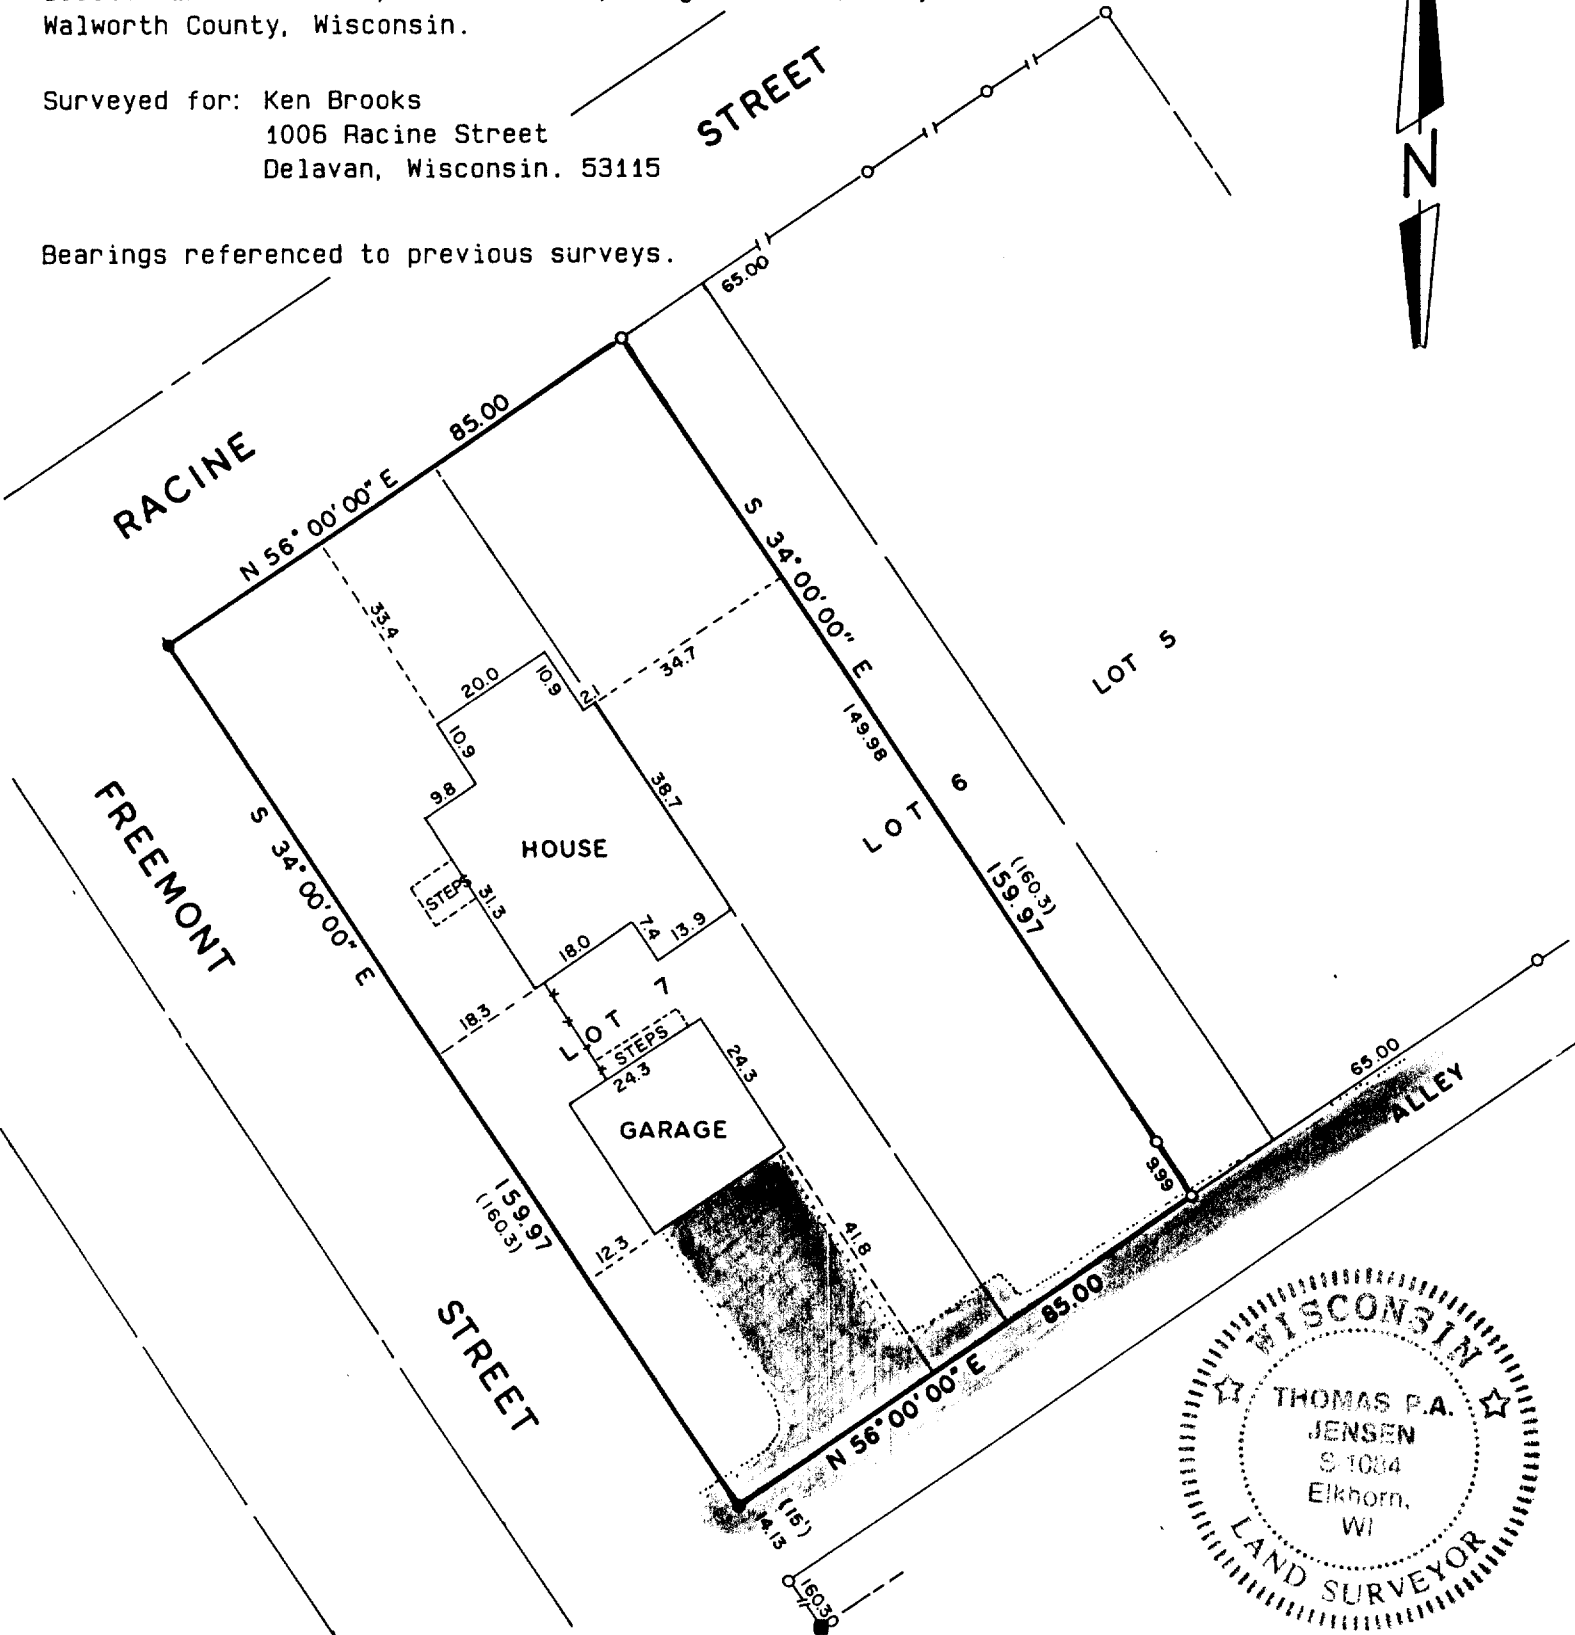 Walworth County, Wisconsin.
Surveyed for: Ken Brooks
1006 Racine Street
Delavan, Wisconsin. 53115
Bearings referenced to previous surveys.
RACINE STREET
N
65.00
85.00
N 56° 00' 00" E
33.4
20.0
10.9
2.1
34.7
10.9
9.8
38.7
HOUSE
STEPS
31.3
18.0
7.4
13.9
18.3
LOT 7
STEPS
24.3
24.3
GARAGE
12.3
41.8
S 34° 00' 00" E
149.98
(160.3)
159.97
9.99
LOT 6
LOT 5
FREEMONT STREET
S 34° 00' 00" E
159.97
(160.3)
65.00
ALLEY
85.00
N 56° 00' 00" E
(15')
14.13
160.30
WISCONSIN
THOMAS P.A.
JENSEN
S-1084
Elkhorn,
WI
LAND SURVEYOR